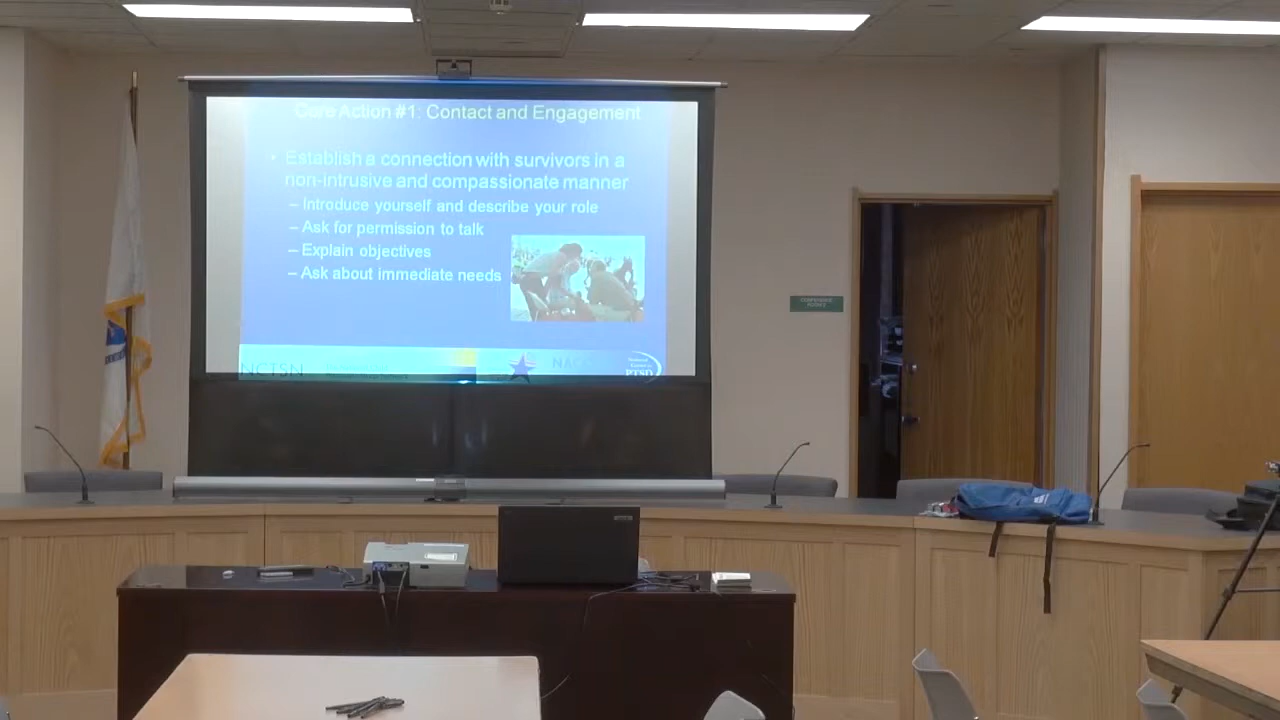 Core Action #1: Contact and Engagement
• Establish a connection with survivors in a
non-intrusive and compassionate manner
– Introduce yourself and describe your role
– Ask for permission to talk
– Explain objectives
– Ask about immediate needs
NCTSN
PTSD